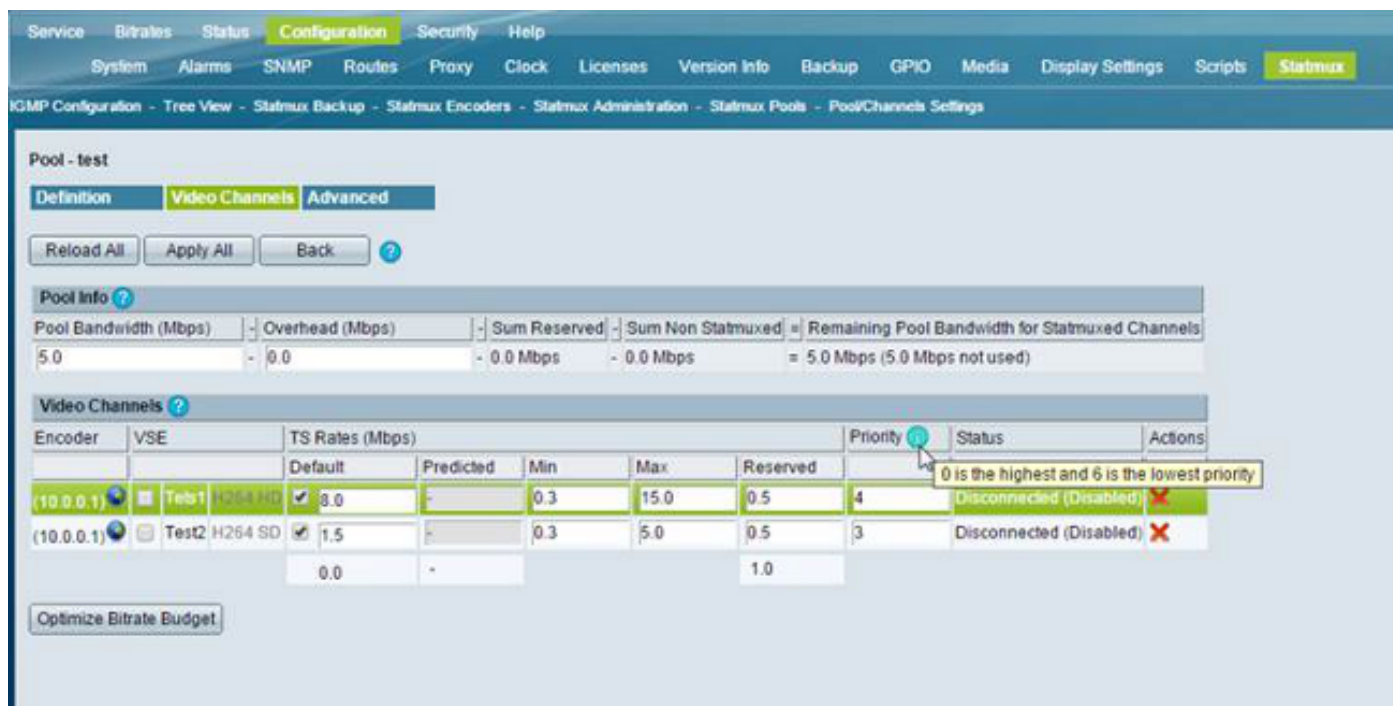 Service Bitrates Status Configuration Security Help
System Alarms SNMP Routes Proxy Clock Licenses Version Info Backup GPIO Media Display Settings Scripts Statmux
IGMP Configuration - Tree View - Statmux Backup - Statmux Encoders - Statmux Administration - Statmux Pools - Pool/Channels Settings
Pool - test
Definition Video Channels Advanced
Reload All Apply All Back ?
Pool Info ?
Pool Bandwidth (Mbps) - Overhead (Mbps) - Sum Reserved - Sum Non Statmuxed = Remaining Pool Bandwidth for Statmuxed Channels
5.0 - 0.0 - 0.0 Mbps - 0.0 Mbps = 5.0 Mbps (5.0 Mbps not used)
Video Channels ?
Encoder VSE TS Rates (Mbps) Priority Status Actions
Default Predicted Min Max Reserved
0 is the highest and 6 is the lowest priority
(10.0.0.1) Tels1 H264 HD 8.0 - 0.3 15.0 0.5 4 Disconnected (Disabled)
(10.0.0.1) Test2 H264 SD 1.5 - 0.3 5.0 0.5 3 Disconnected (Disabled)
0.0 - 1.0
Optimize Bitrate Budget